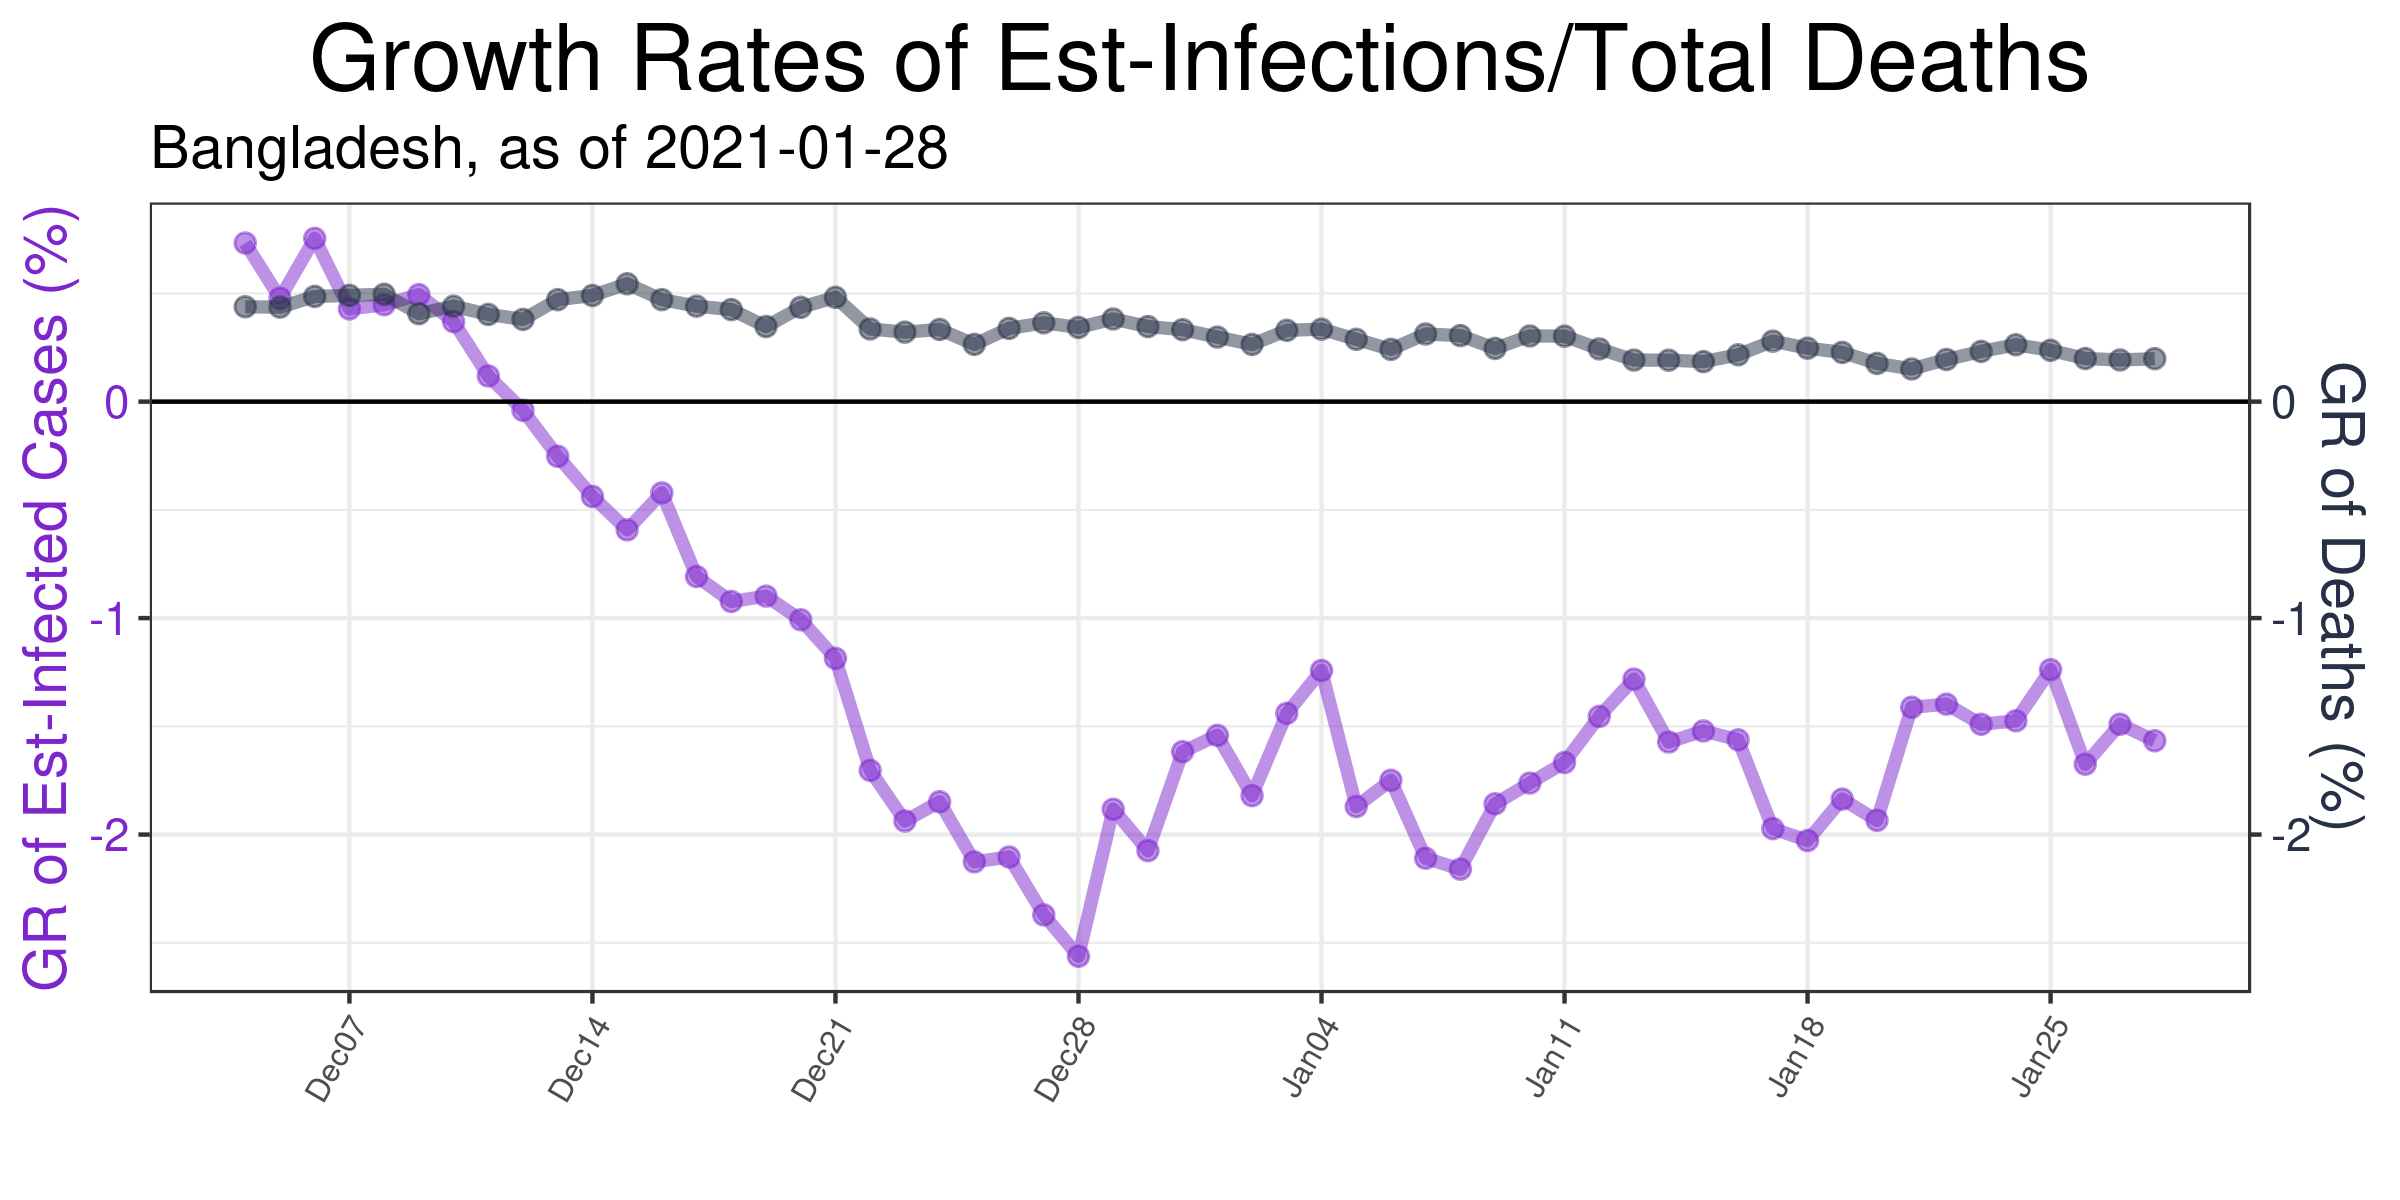 Growth Rates of Est-Infections/Total Deaths
Bangladesh, as of 2021-01-28
GR of Est-Infected Cases (%)
0
-1
-2
0
-1
-2
GR of Deaths (%)
Dec07
Dec14
Dec21
Dec28
Jan04
Jan11
Jan18
Jan25